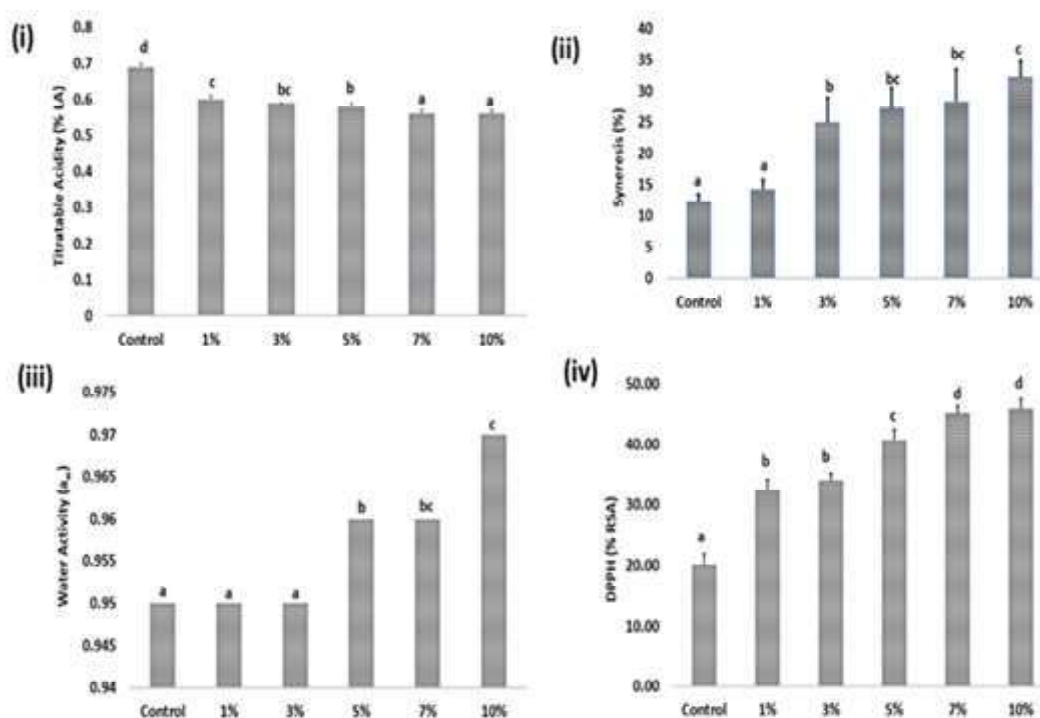 (i)
Titratable Acidity (% LA)
0.8
0.7
0.6
0.5
0.4
0.3
0.2
0.1
0
d
c
bc
b
a
a
Control 1% 3% 5% 7% 10%
(ii)
Syneresis (%)
40
35
30
25
20
15
10
5
0
a
a
b
bc
bc
c
Control 1% 3% 5% 7% 10%
(iii)
Water Activity (aw)
0.975
0.97
0.965
0.96
0.955
0.95
0.945
0.94
a
a
a
b
bc
c
Control 1% 3% 5% 7% 10%
(iv)
DPPH (% RSA)
50.00
40.00
30.00
20.00
10.00
0.00
a
b
b
c
d
d
Control 1% 3% 5% 7% 10%